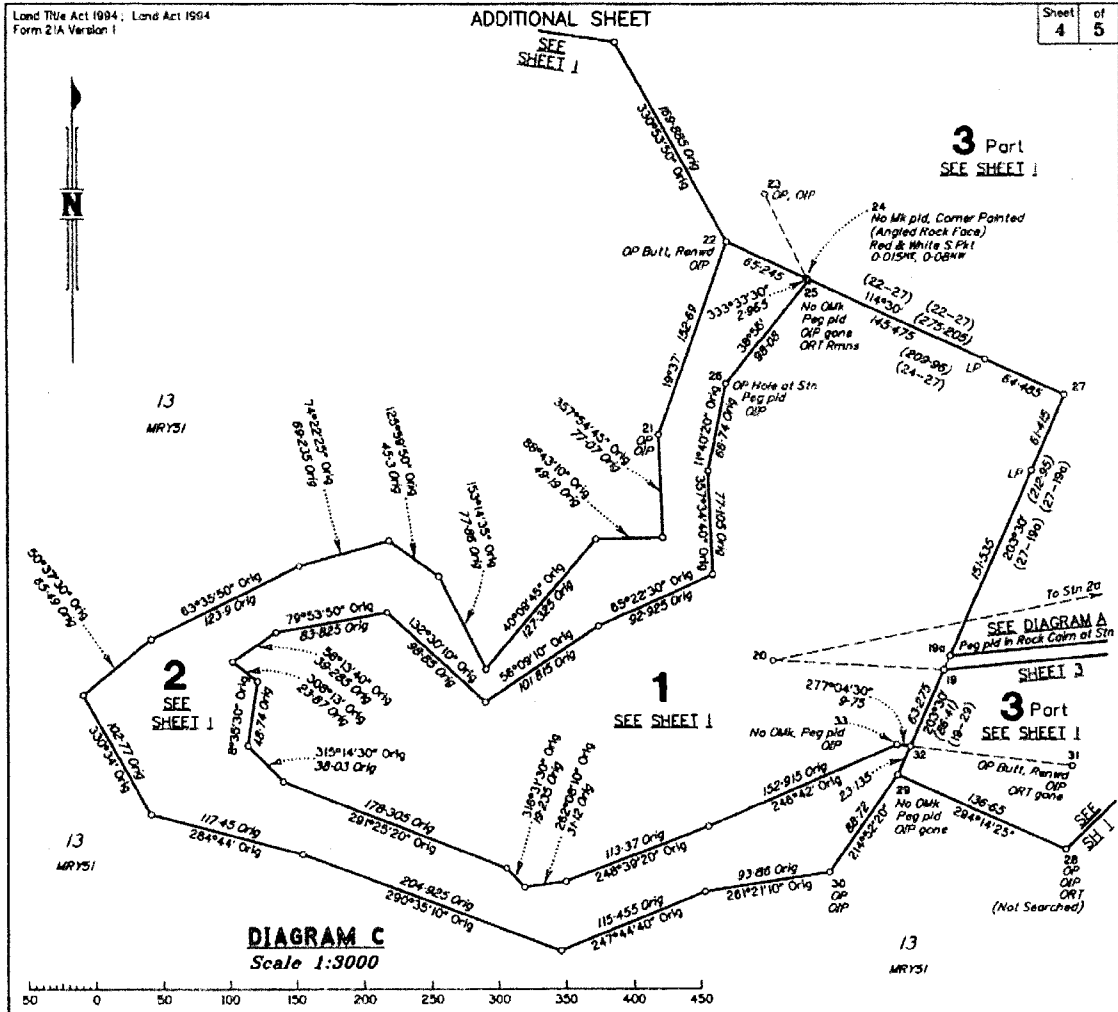 Land Title Act 1994; Land Act 1994
Form 21A Version 1
ADDITIONAL SHEET
Sheet of
4 5
SEE
SHEET 1
169·885 Orig
330°53'50" Orig
3 Part
SEE SHEET 1
N
23
OP, OIP
24
No Mk pld, Corner Painted
(Angled Rock Face)
Red & White S.Pkt
22
OP Butt, Renwd
OIP
65·245
333°33'30"
2·965
25
No OMk
Peg pld
OIP gone
ORT Rmns
(22-27)
114°30'
145·475
(22-27)
(275·205)
(209·96)
(24-27)
LP
64·485
27
152·69
19°37'
38°56'
98·08
26
OP Hole at Stn
Peg pld
OIP
61·415
LP
13
MRY51
21
OP
OIP
11°40'20" Orig
68·74 Orig
74°22'25" Orig
69·235 Orig
125°59'50" Orig
45·3 Orig
357°54'45" Orig
77·07 Orig
88°43'10" Orig
49·19 Orig
153°14'35" Orig
77·86 Orig
77·105 Orig
357°34'40" Orig
151·535
203°30'
(27-19a)
(212·95)
(27-19a)
50°37'30" Orig
65·49 Orig
63°35'50" Orig
123·9 Orig
40°08'45" Orig
127·325 Orig
65°22'30" Orig
92·925 Orig
To Stn 2a
79°53'50" Orig
83·825 Orig
132°30'10" Orig
98·85 Orig
56°09'10" Orig
101·815 Orig
SEE DIAGRAM A
19a
Peg pld in Rock Cairn at Stn
20
19
SHEET 3
2
SEE
SHEET 1
58°13'40" Orig
39·285 Orig
308°13' Orig
23·87 Orig
1
SEE SHEET 1
277°04'30"
9·75
63·275
203°30'
(86·41)
(19-29)
3 Part
SEE SHEET 1
8°35'30" Orig
48·74 Orig
33
No OMk, Peg pld
OIP
32
31
OP Butt, Renwd
OIP
ORT gone
102·77 Orig
330°34' Orig
315°14'30" Orig
38·03 Orig
152·915 Orig
246°42' Orig
23·135
29
No OMk
Peg pld
OIP gone
136·65
294°14'25"
SEE
SH 1
178·305 Orig
291°25'20" Orig
316°31'30" Orig
19·235 Orig
262°08'10" Orig
31·12 Orig
88·72
214°52'20"
28
OP
OIP
ORT
(Not Searched)
13
MRY51
117·45 Orig
284°44' Orig
113·37 Orig
248°39'20" Orig
93·86 Orig
261°21'10" Orig
30
OP
OIP
204·925 Orig
290°35'10" Orig
115·455 Orig
247°44'40" Orig
13
MRY51
DIAGRAM C
Scale 1:3000
50 0 50 100 150 200 250 300 350 400 450